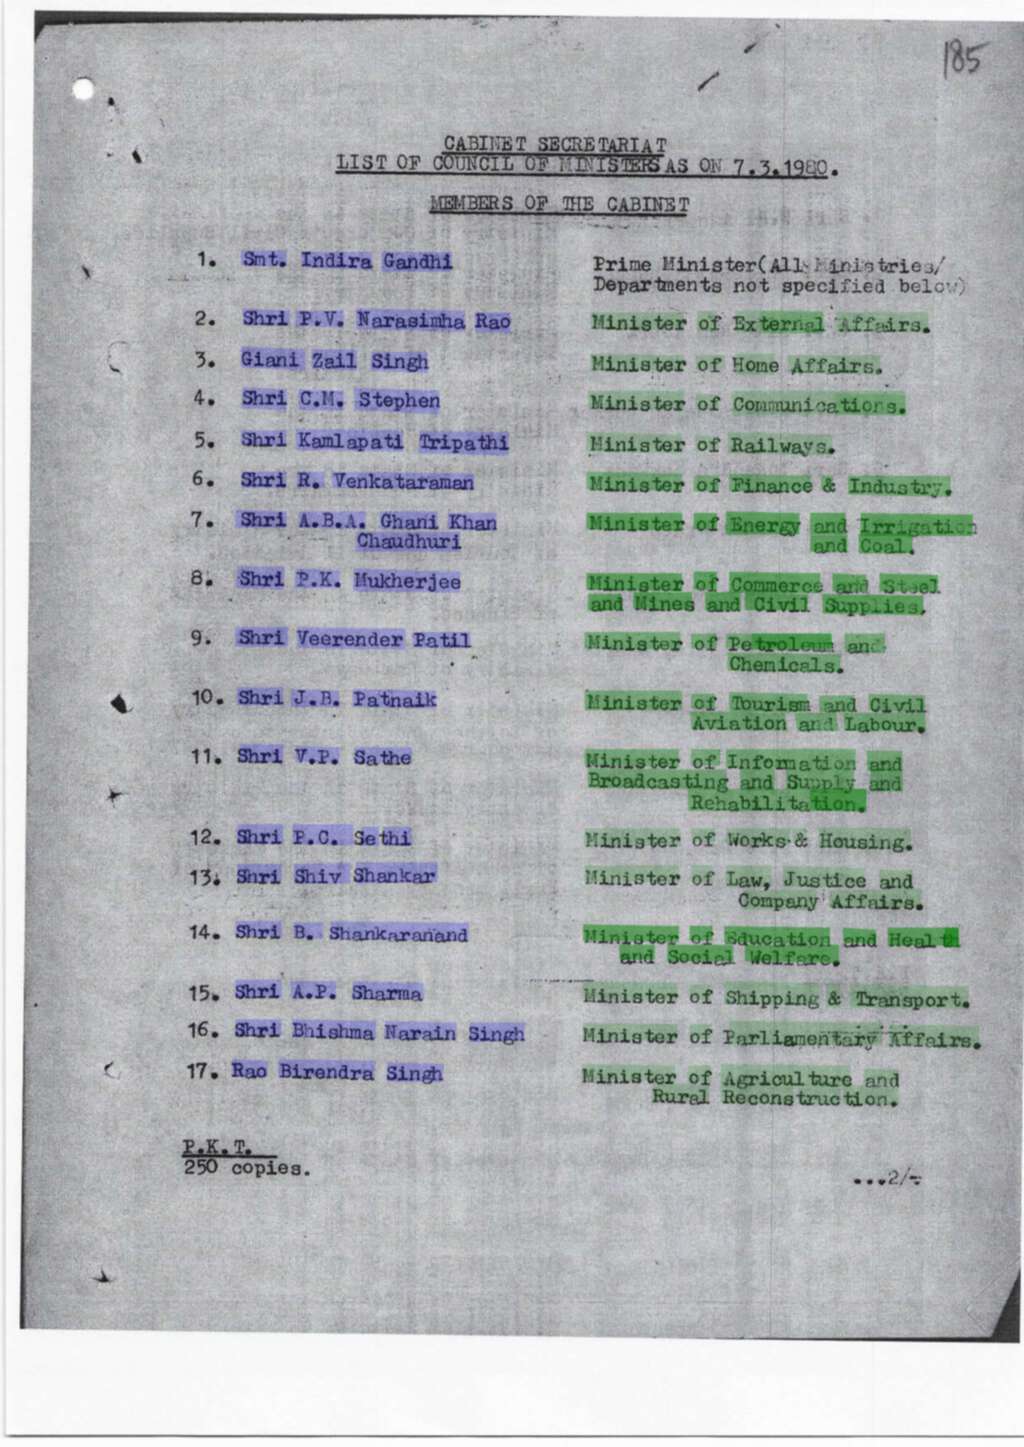 185
CABINET SECRETARIAT
LIST OF COUNCIL OF MINISTERS AS ON 7.3.1980.
MEMBERS OF THE CABINET
1. Smt. Indira Gandhi Prime Minister(All Ministries/
Departments not specified below)
2. Shri P.V. Narasimha Rao Minister of External Affairs.
3. Giani Zail Singh Minister of Home Affairs.
4. Shri C.M. Stephen Minister of Communications.
5. Shri Kamlapati Tripathi Minister of Railways.
6. Shri R. Venkataraman Minister of Finance & Industry.
7. Shri A.B.A. Ghani Khan Minister of Energy and Irrigation
Chaudhuri and Coal.
8. Shri P.K. Mukherjee Minister of Commerce and Steel
and Mines and Civil Supplies.
9. Shri Veerender Patil Minister of Petroleum and
Chemicals.
10. Shri J.B. Patnaik Minister of Tourism and Civil
Aviation and Labour.
11. Shri V.P. Sathe Minister of Information and
Broadcasting and Supply and
Rehabilitation.
12. Shri P.C. Sethi Minister of Works & Housing.
13. Shri Shiv Shankar Minister of Law, Justice and
Company Affairs.
14. Shri B. Shankaranand Minister of Education and Health
and Social Welfare.
15. Shri A.P. Sharma Minister of Shipping & Transport.
16. Shri Bhishma Narain Singh Minister of Parliamentary Affairs.
17. Rao Birendra Singh Minister of Agriculture and
Rural Reconstruction.
P.K.T.
250 copies.
...2/-